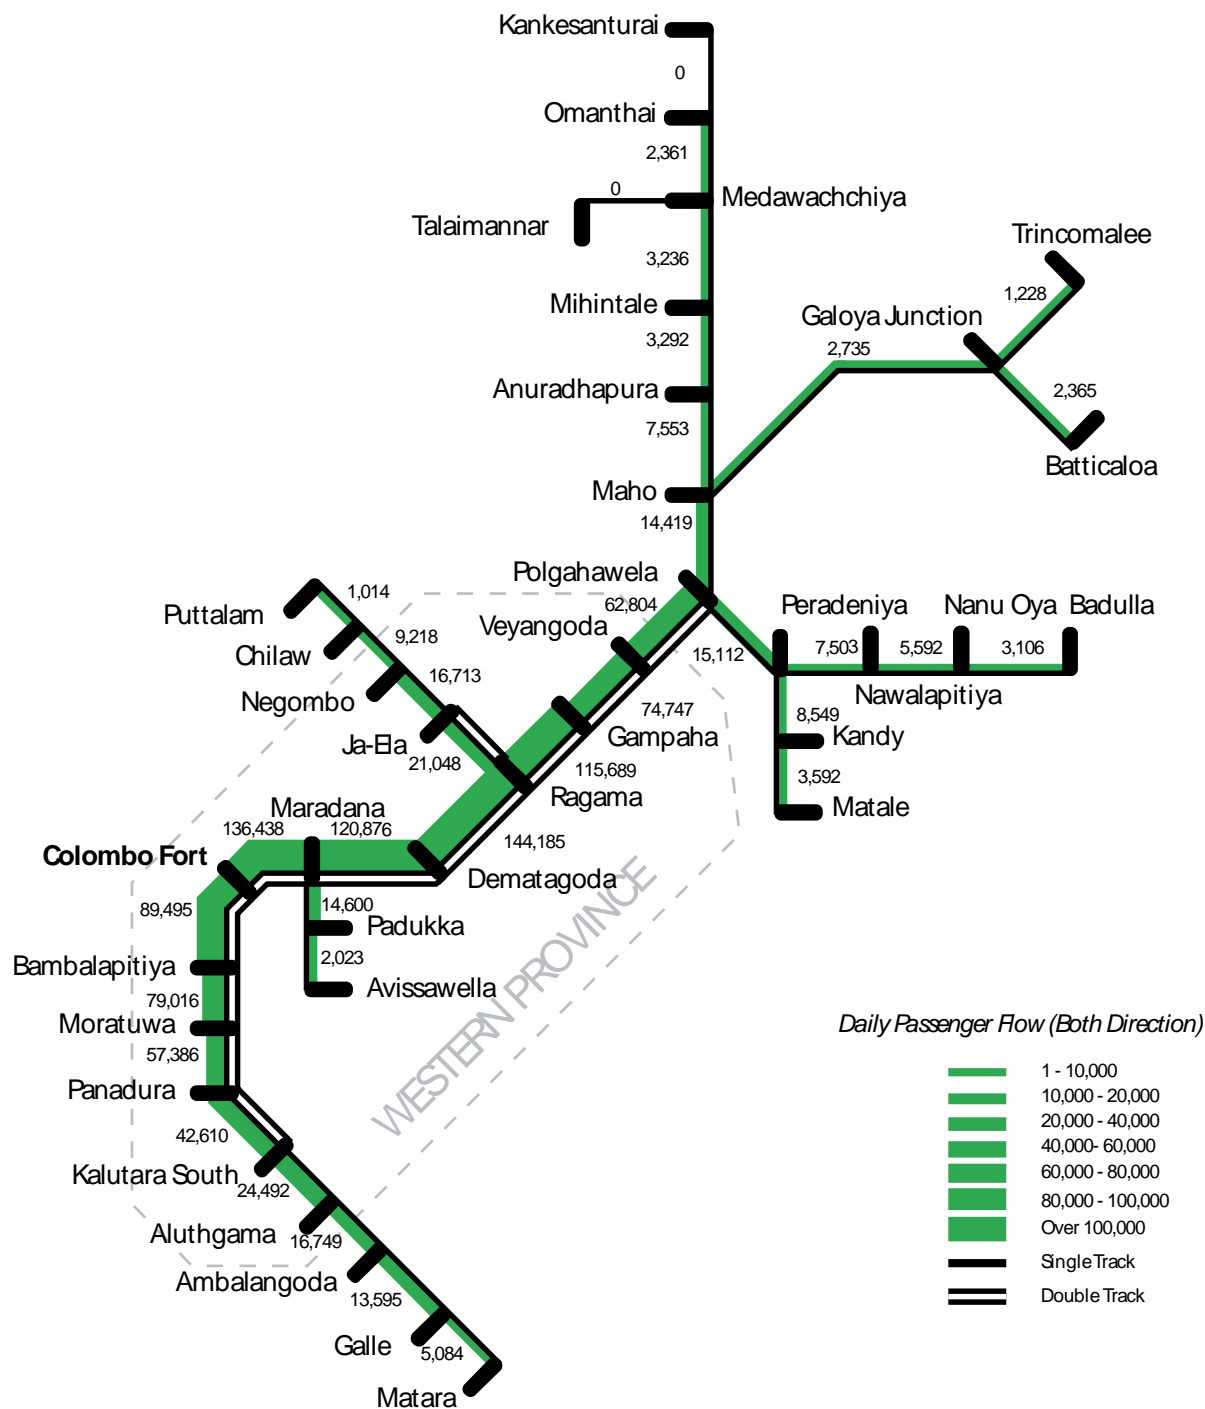 Kankesanturai
0
Omanthai
2,361
0
Medawachchiya
Talaimannar
Trincomalee
3,236
1,228
Mihintale
Galoya Junction
3,292
2,735
Anuradhapura
2,365
7,553
Batticaloa
Maho
14,419
Polgahawela
1,014
62,804
Peradeniya
Nanu Oya
Badulla
Puttalam
Veyangoda
9,218
15,112
7,503
5,592
3,106
Chilaw
16,713
Nawalapitiya
Negombo
74,747
8,549
Gampaha
Kandy
Ja-Ela
21,048
115,689
3,592
Ragama
Matale
Maradana
136,438
120,876
144,185
Colombo Fort
Dematagoda
89,495
14,600
Padukka
WESTERN PROVINCE
2,023
Bambalapitiya
Avissawella
79,016
Moratuwa
57,386
Panadura
42,610
Kalutara South
24,492
Aluthgama
16,749
Ambalangoda
13,595
Galle
5,084
Matara
Daily Passenger Flow (Both Direction)
1 - 10,000
10,000 - 20,000
20,000 - 40,000
40,000- 60,000
60,000 - 80,000
80,000 - 100,000
Over 100,000
Single Track
Double Track